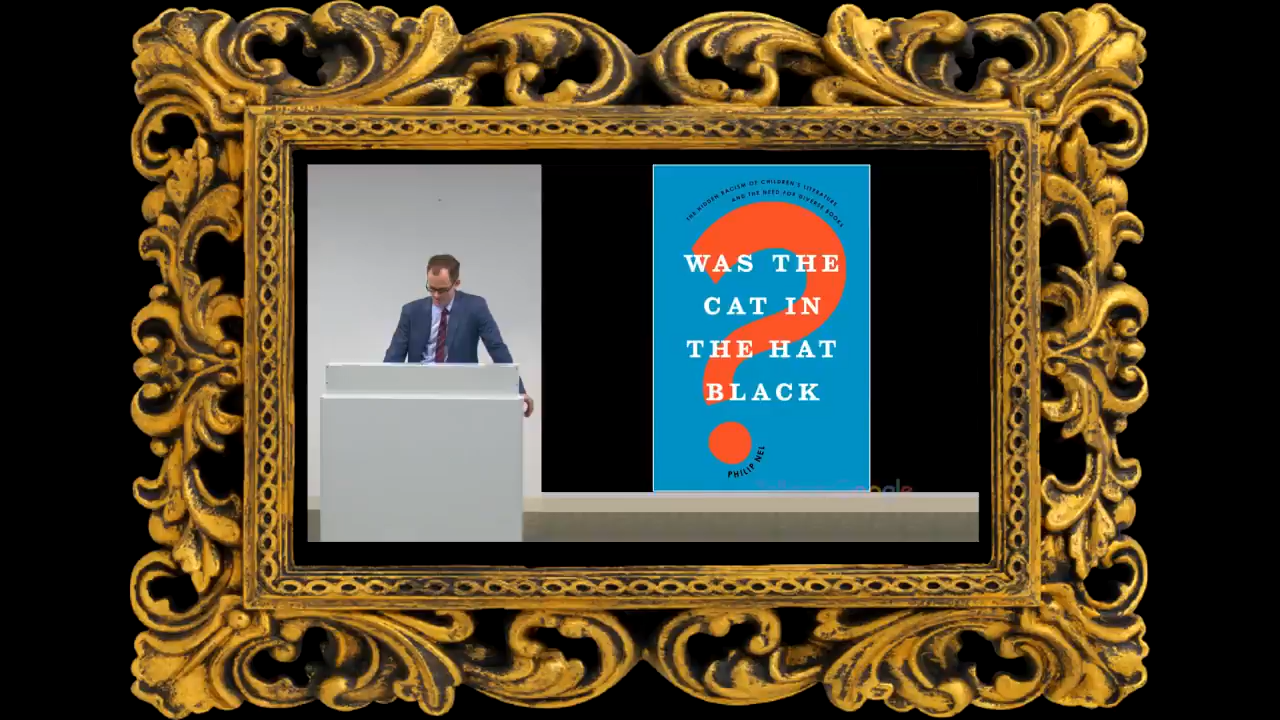 THE HIDDEN RACISM OF CHILDREN'S LITERATURE,
AND THE NEED FOR DIVERSE BOOKS
WAS THE
CAT IN
THE HAT
BLACK
PHILIP NEL